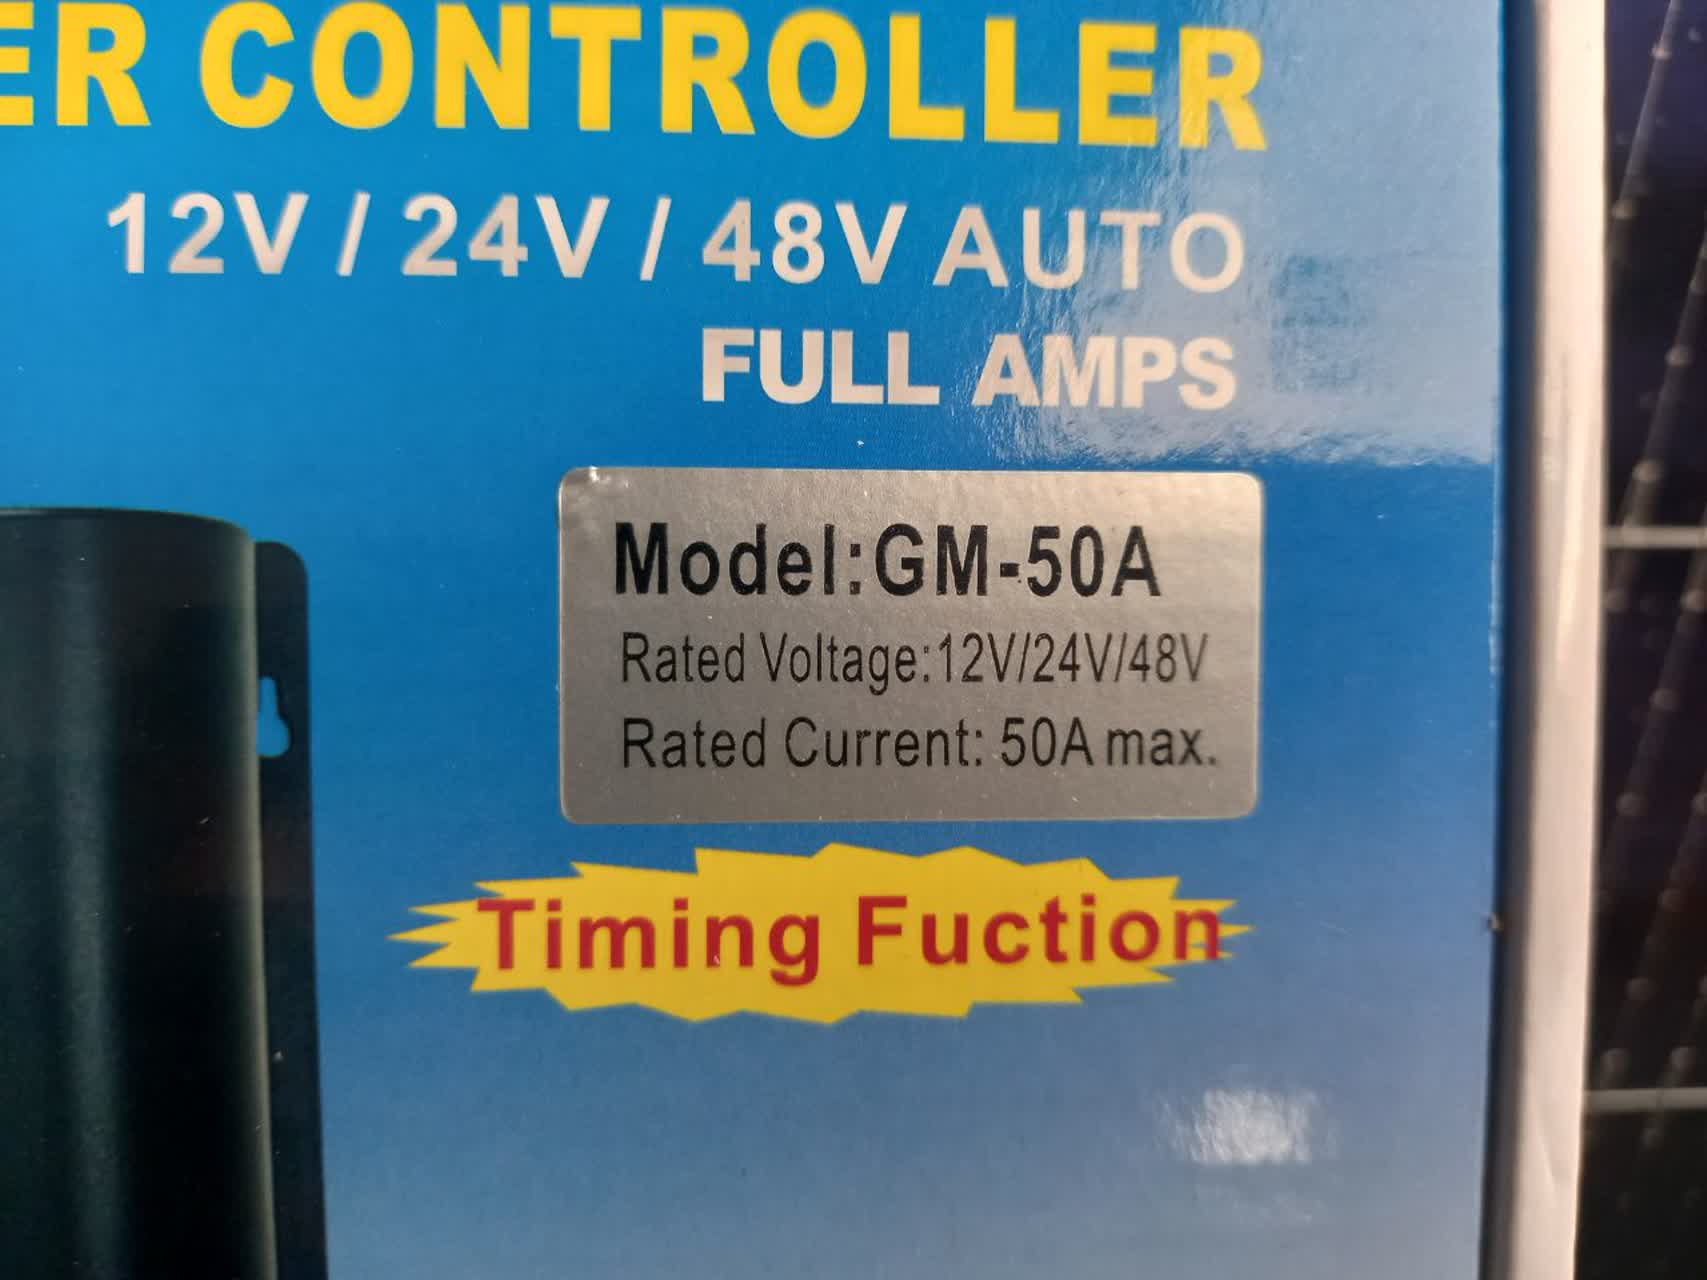 ER CONTROLLER
12V / 24V / 48V AUTO
FULL AMPS
Model:GM-50A
Rated Voltage:12V/24V/48V
Rated Current: 50A max.
Timing Fuction